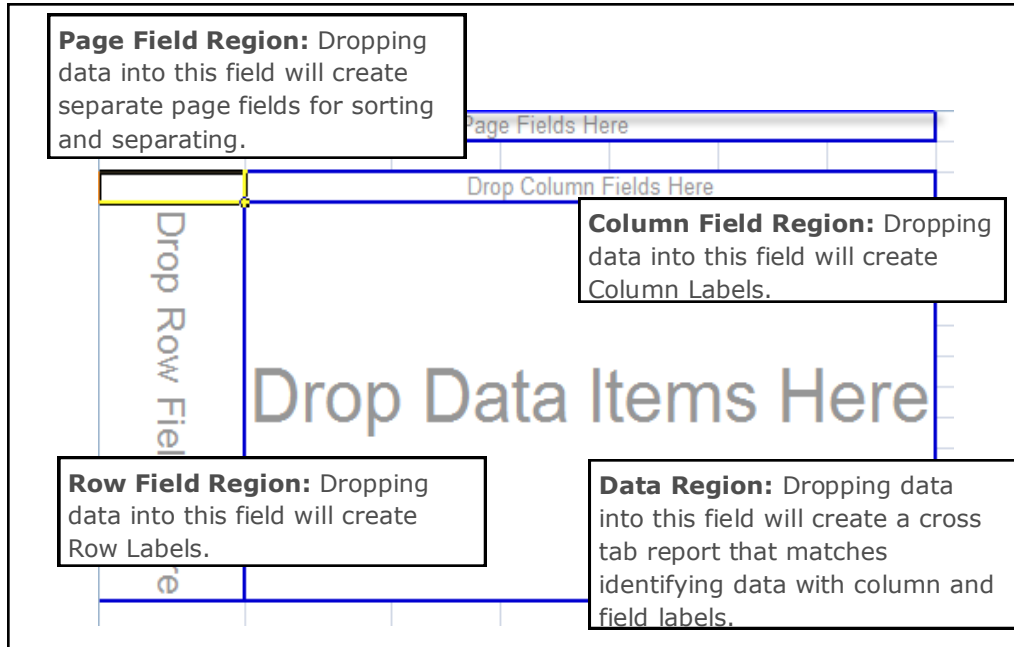 Page Field Region: Dropping
data into this field will create
separate page fields for sorting
and separating.
Page Fields Here
Drop Column Fields Here
Column Field Region: Dropping
data into this field will create
Column Labels.
Drop Row Fiel
Drop Data Items Here
Row Field Region: Dropping
data into this field will create
Row Labels.
re
Data Region: Dropping data
into this field will create a cross
tab report that matches
identifying data with column and
field labels.